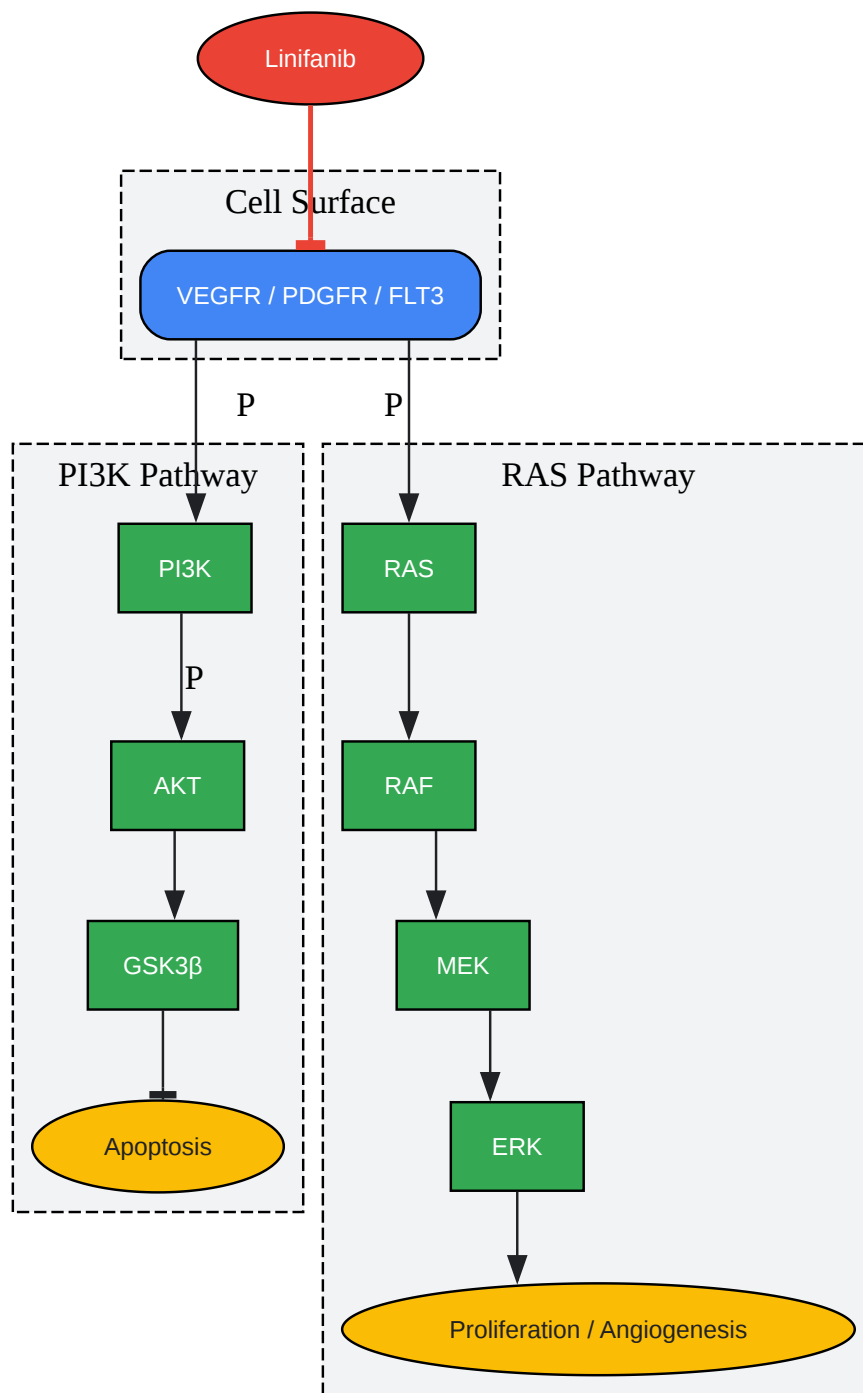 Linifanib
Cell Surface
VEGFR / PDGFR / FLT3
P
P
PI3K Pathway
PI3K
P
AKT
GSK3β
Apoptosis
RAS Pathway
RAS
RAF
MEK
ERK
Proliferation / Angiogenesis